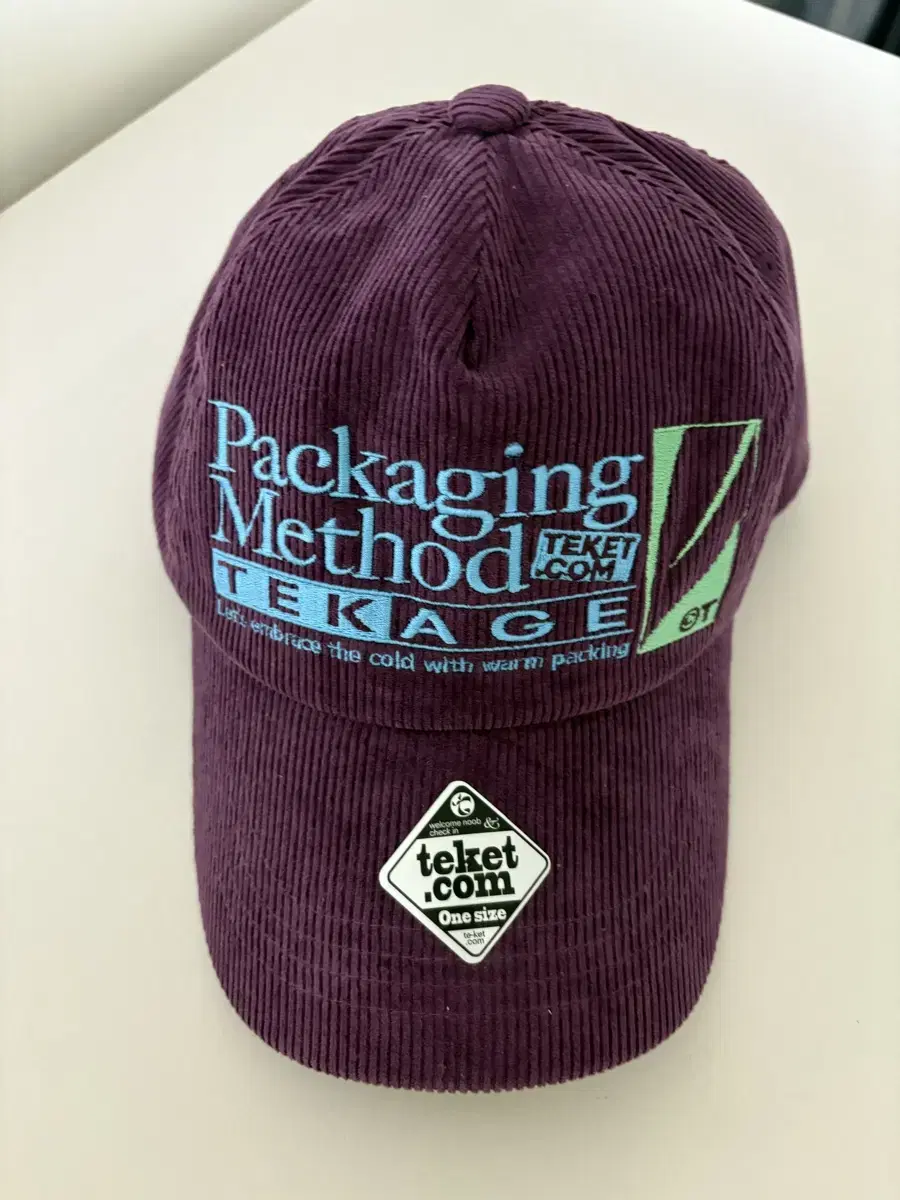 Packaging
Method
TEKET
.COM
TEKAGE
Let's embrace the cold with warm packing
©T
welcome noob &
check in
teket
.com
One size
te-ket
.com